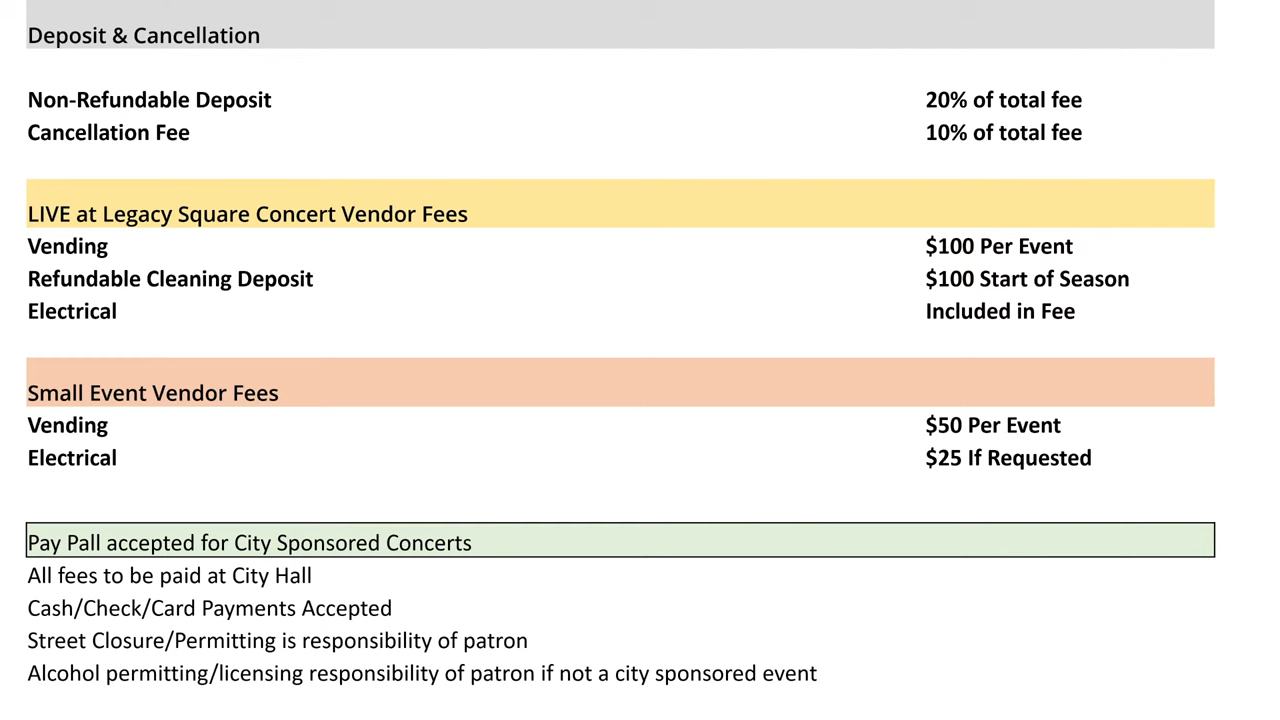 Deposit & Cancellation
Non-Refundable Deposit 20% of total fee
Cancellation Fee 10% of total fee
LIVE at Legacy Square Concert Vendor Fees
Vending $100 Per Event
Refundable Cleaning Deposit $100 Start of Season
Electrical Included in Fee
Small Event Vendor Fees
Vending $50 Per Event
Electrical $25 If Requested
Pay Pall accepted for City Sponsored Concerts
All fees to be paid at City Hall
Cash/Check/Card Payments Accepted
Street Closure/Permitting is responsibility of patron
Alcohol permitting/licensing responsibility of patron if not a city sponsored event